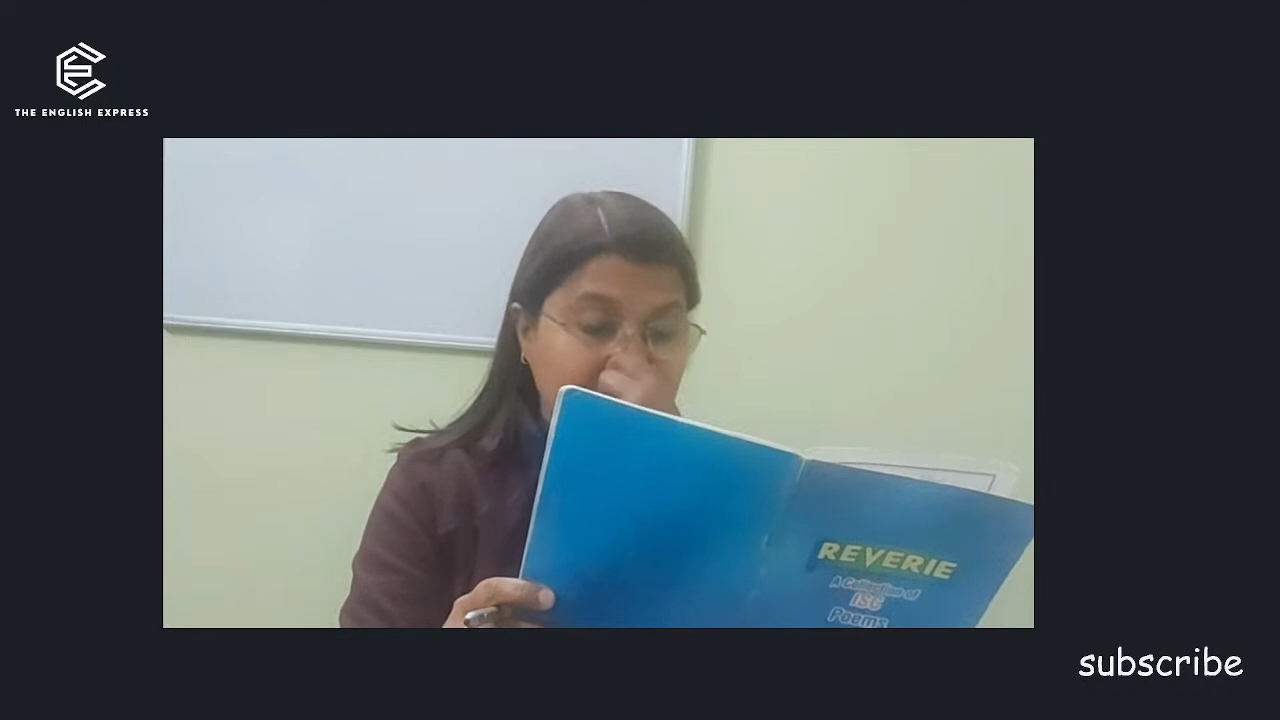 THE ENGLISH EXPRESS
REVERIE
A Collection of
ISC
Poems
subscribe